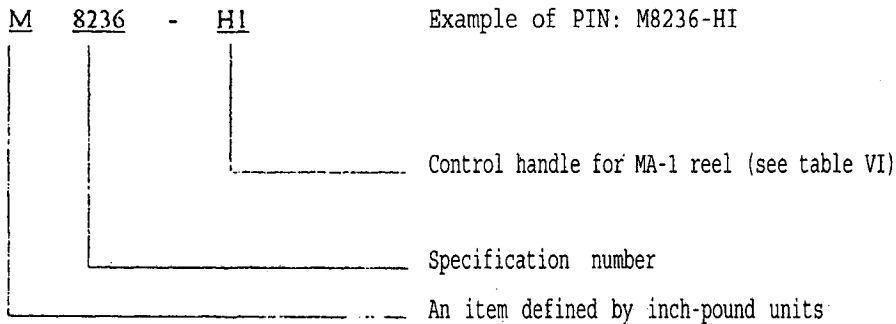 M 8236 - H1 Example of PIN: M8236-HI
Control handle for MA-1 reel (see table VI)
Specification number
An item defined by inch-pound units